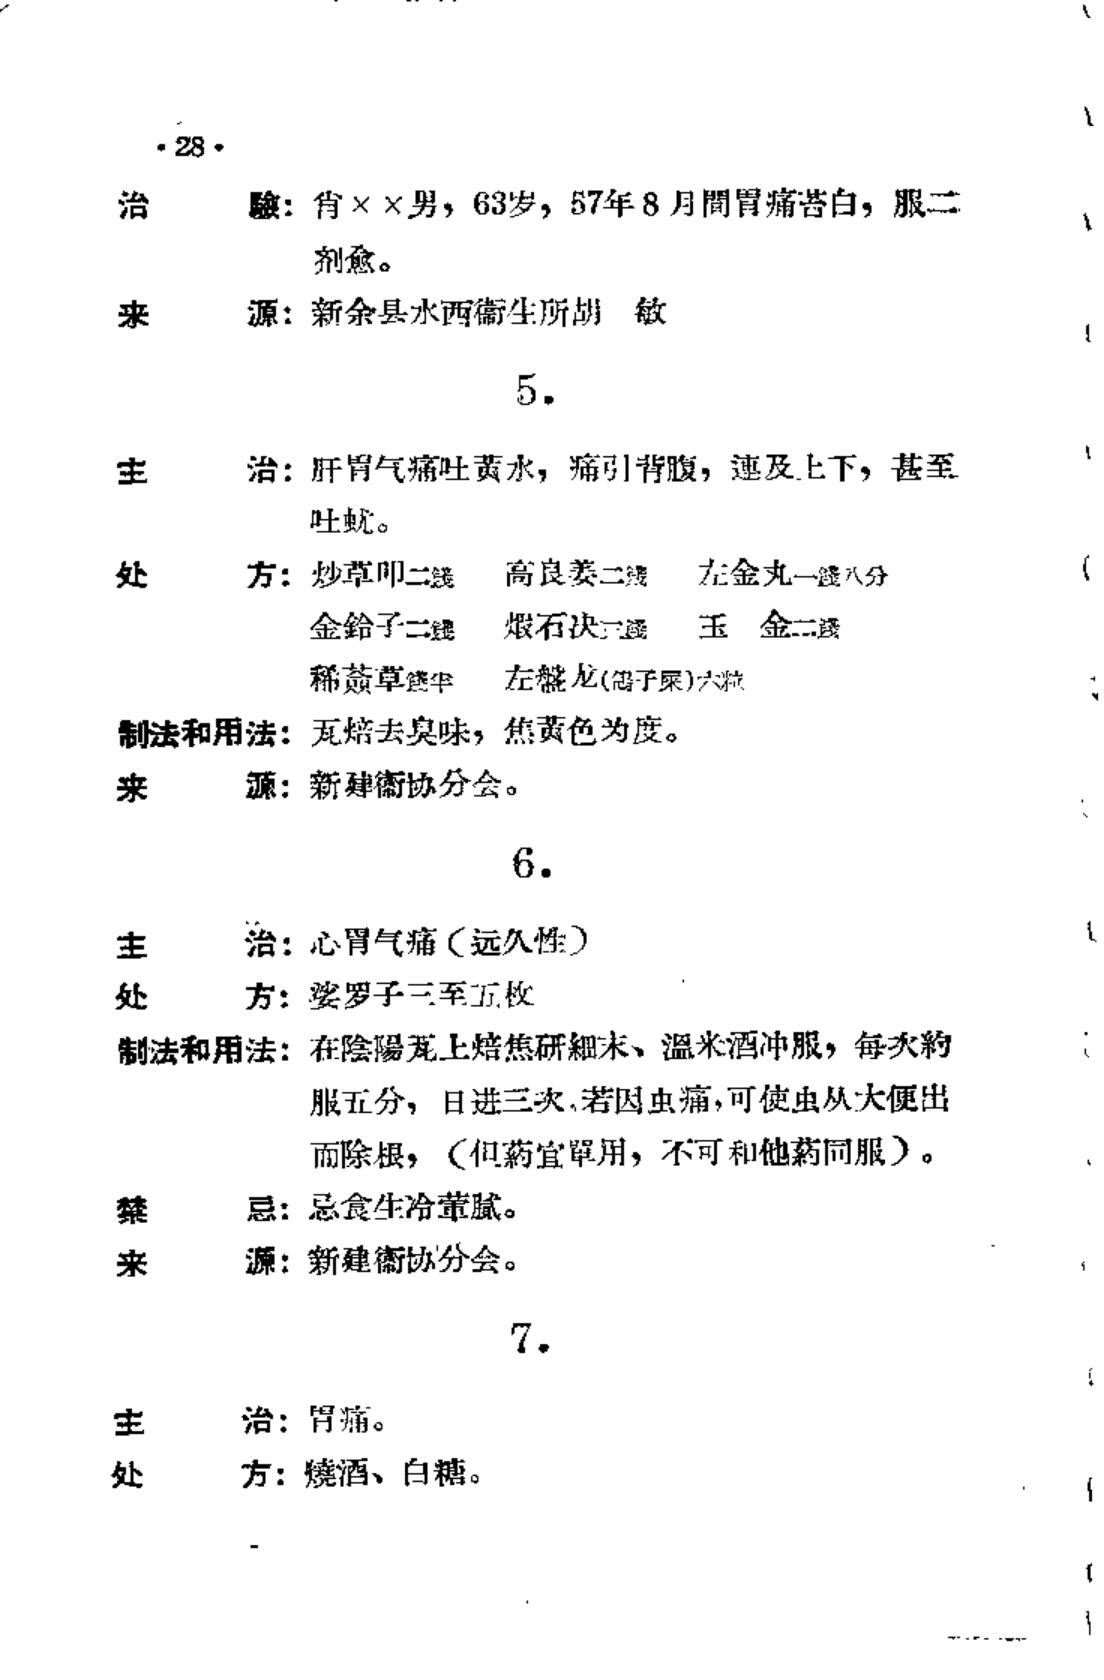 ·28·
治 驗：肖××男，63岁，57年8月間胃痛苔白，服二
剂愈。
来 源：新余县水西衞生所胡 敏
5.
主 治：肝胃气痛吐黄水，痛引背腹，連及上下，甚至
吐蚘。
处 方：炒草叩二錢 高良姜二錢 左金丸一錢八分
金鈴子二錢 煅石决三錢 玉 金二錢
稀薟草錢半 左盤龙(鴿子屎)六粒
制法和用法：瓦焙去臭味，焦黄色为度。
来 源：新建衞协分会。
6.
主 治：心胃气痛（远久性）
处 方：娑罗子三至五枚
制法和用法：在陰陽瓦上焙焦研細末、溫米酒冲服，每次約
服五分，日进三次、若因虫痛，可使虫从大便出
而除根，（但葯宜單用，不可和他葯同服）。
禁 忌：忌食生冷葷腻。
来 源：新建衞协分会。
7.
主 治：胃痛。
处 方：燒酒、白糖。